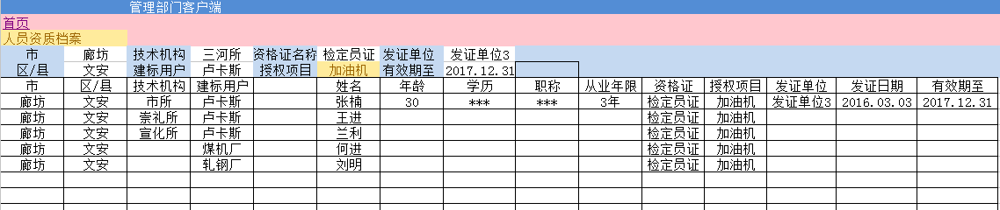 管理部门客户端
首页
人员资质档案
市 廊坊 技术机构 三河所 资格证名称 检定员证 发证单位 发证单位3
区/县 文安 建标用户 卢卡斯 授权项目 加油机 有效期至 2017.12.31
市 区/县 技术机构 建标用户 姓名 年龄 学历 职称 从业年限 资格证 授权项目 发证单位 发证日期 有效期至
廊坊 文安 市所 卢卡斯 张楠 30 *** *** 3年 检定员证 加油机 发证单位3 2016.03.03 2017.12.31
廊坊 文安 崇礼所 卢卡斯 王进 检定员证 加油机
廊坊 文安 宣化所 卢卡斯 兰利 检定员证 加油机
廊坊 文安 煤机厂 何进 检定员证 加油机
廊坊 文安 轧钢厂 刘明 检定员证 加油机